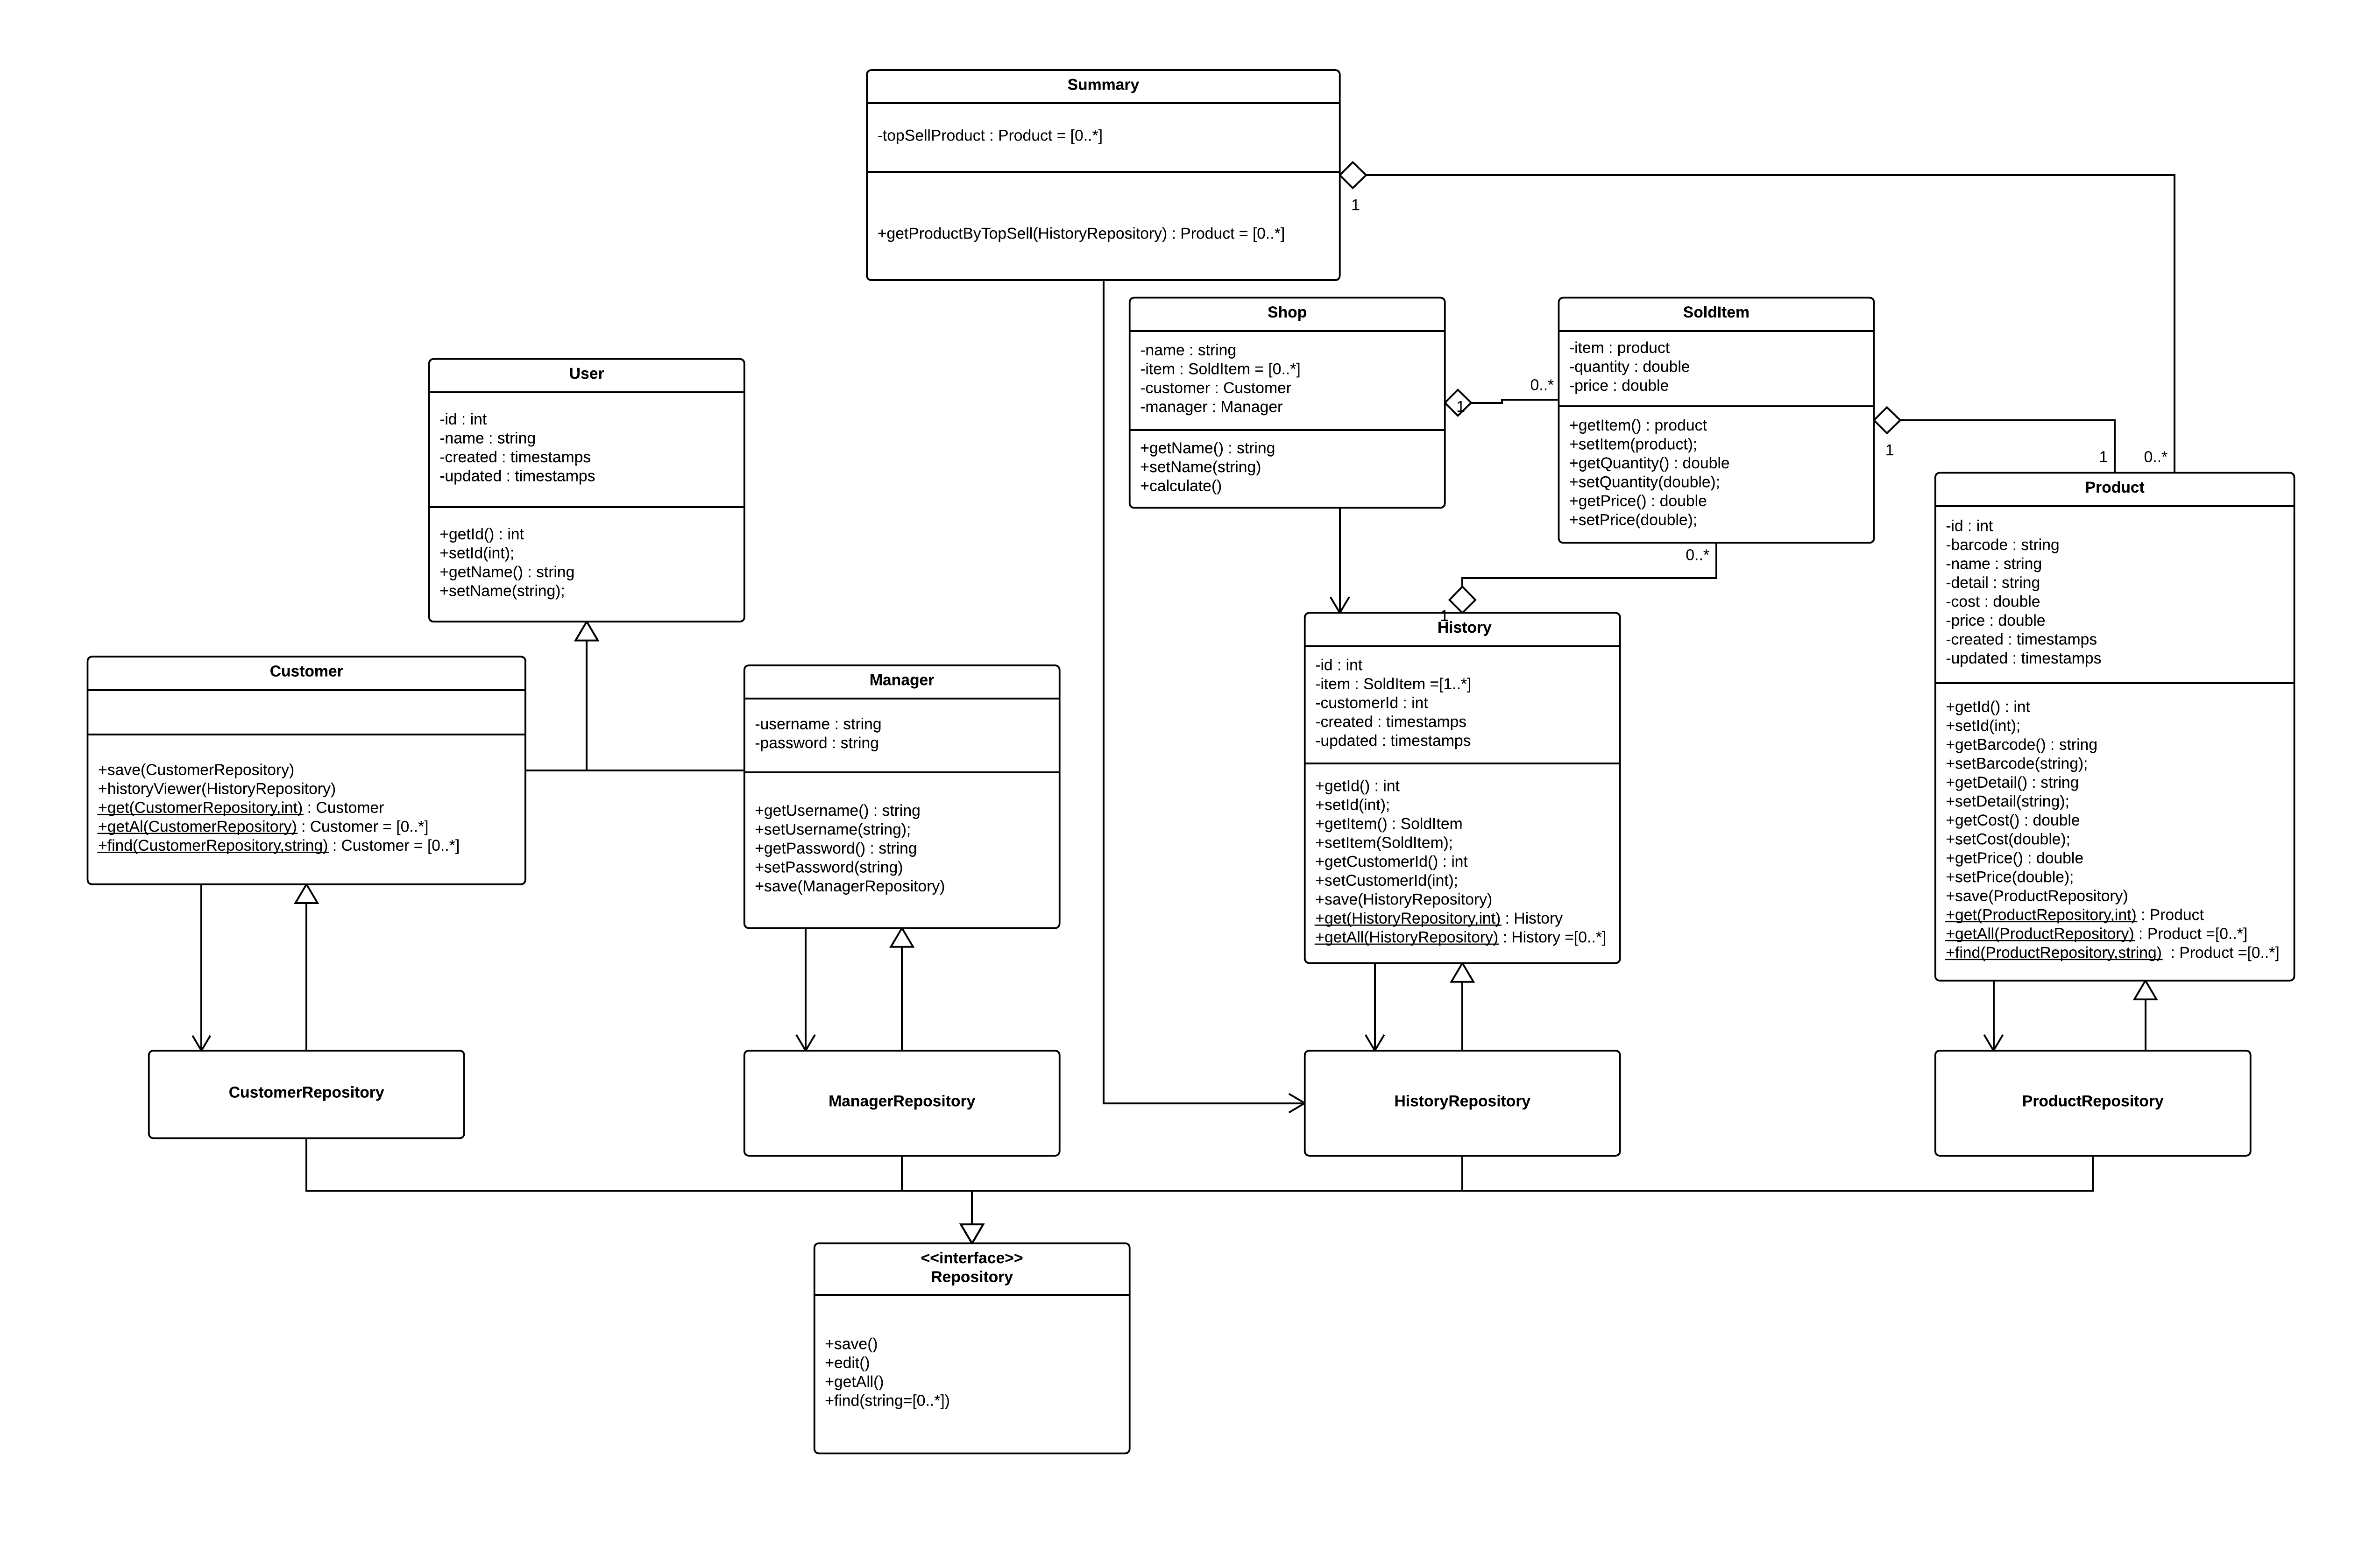 Summary
-topSellProduct : Product = [0..*]
+getProductByTopSell(HistoryRepository) : Product = [0..*]
1
Shop
-name : string
-item : SoldItem = [0..*]
-customer : Customer
-manager : Manager
+getName() : string
+setName(string)
+calculate()
1
0..*
SoldItem
-item : product
-quantity : double
-price : double
+getItem() : product
+setItem(product);
+getQuantity() : double
+setQuantity(double);
+getPrice() : double
+setPrice(double);
1
1
0..*
0..*
User
-id : int
-name : string
-created : timestamps
-updated : timestamps
+getId() : int
+setId(int);
+getName() : string
+setName(string);
Customer
+save(CustomerRepository)
+historyViewer(HistoryRepository)
+get(CustomerRepository,int) : Customer
+getAl(CustomerRepository) : Customer = [0..*]
+find(CustomerRepository,string) : Customer = [0..*]
Manager
-username : string
-password : string
+getUsername() : string
+setUsername(string);
+getPassword() : string
+setPassword(string)
+save(ManagerRepository)
1
History
-id : int
-item : SoldItem =[1..*]
-customerId : int
-created : timestamps
-updated : timestamps
+getId() : int
+setId(int);
+getItem() : SoldItem
+setItem(SoldItem);
+getCustomerId() : int
+setCustomerId(int);
+save(HistoryRepository)
+get(HistoryRepository,int) : History
+getAll(HistoryRepository) : History =[0..*]
Product
-id : int
-barcode : string
-name : string
-detail : string
-cost : double
-price : double
-created : timestamps
-updated : timestamps
+getId() : int
+setId(int);
+getBarcode() : string
+setBarcode(string);
+getDetail() : string
+setDetail(string);
+getCost() : double
+setCost(double);
+getPrice() : double
+setPrice(double);
+save(ProductRepository)
+get(ProductRepository,int) : Product
+getAll(ProductRepository) : Product =[0..*]
+find(ProductRepository,string) : Product =[0..*]
CustomerRepository
ManagerRepository
HistoryRepository
ProductRepository
<<interface>>
Repository
+save()
+edit()
+getAll()
+find(string=[0..*])